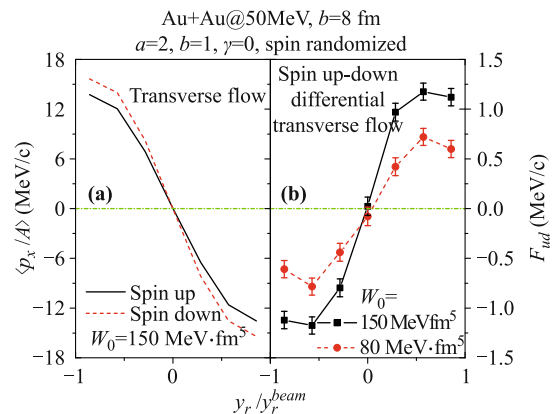 Au+Au@50MeV, b=8 fm
a=2, b=1, γ=0, spin randomized
18
12
6
0
−6
−12
−18
⟨p_x/A⟩ (MeV/c)
Transverse flow
(a)
Spin up
Spin down
W_0=150 MeV·fm^5
Spin up-down
differential
transverse flow
(b)
W_0=
150 MeVfm^5
80 MeV·fm^5
1.5
1.0
0.5
0.0
−0.5
−1.0
−1.5
F_{ud} (MeV/c)
−1 0 −1 0 1
y_r/y_r^{beam}